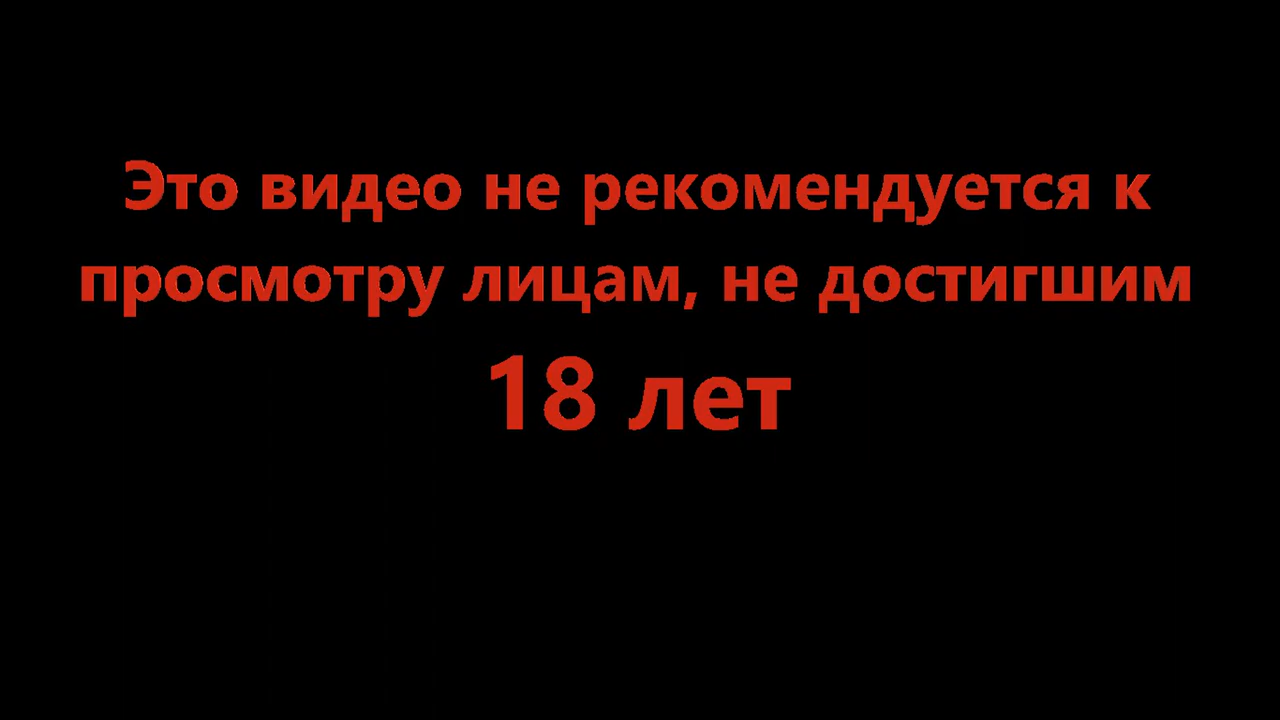 Это видео не рекомендуется к
просмотру лицам, не достигшим
18 лет